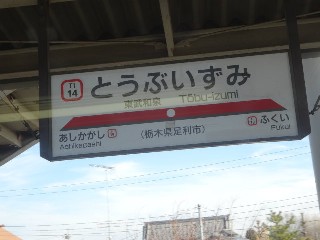 TI
14
とうぶいずみ
東武和泉 Tōbu-izumi
あしかがし
Ashikagashi
(栃木県足利市)
ふくい
Fukui